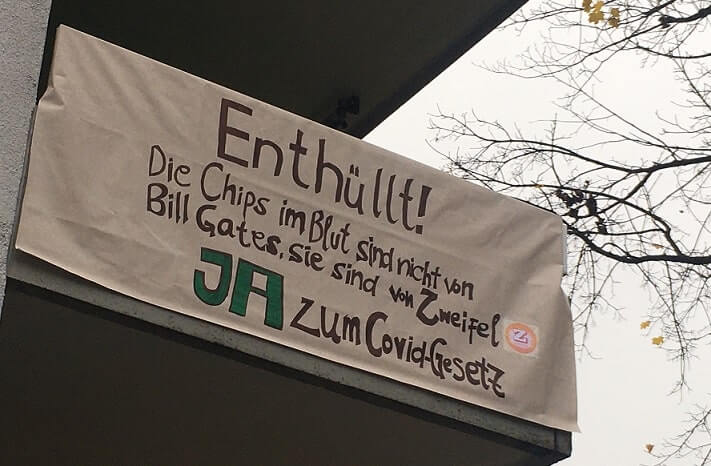 Enthüllt!
Die Chips im Blut sind nicht von
Bill Gates, sie sind von Zweifel
Z
JA zum Covid-Gesetz